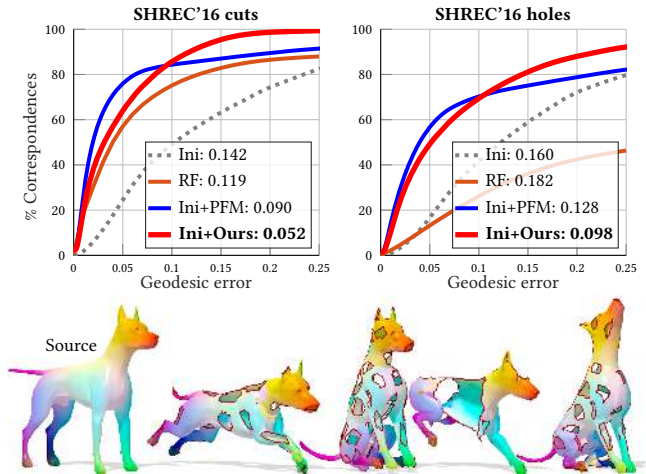 SHREC'16 cuts
100
80
60
40
20
0
% Correspondences
Ini: 0.142
RF: 0.119
Ini+PFM: 0.090
Ini+Ours: 0.052
0
0.05
0.1
0.15
0.2
0.25
Geodesic error
SHREC'16 holes
100
80
60
40
20
0
Ini: 0.160
RF: 0.182
Ini+PFM: 0.128
Ini+Ours: 0.098
0
0.05
0.1
0.15
0.2
0.25
Geodesic error
Source